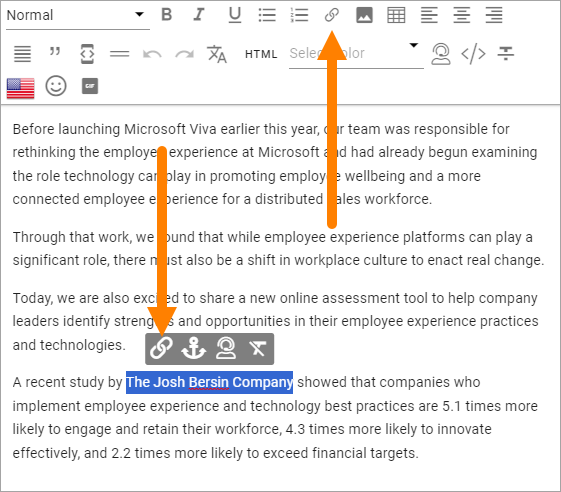 Normal B I U
HTML Select Color
GIF
Before launching Microsoft Viva earlier this year, our team was responsible for
rethinking the employee experience at Microsoft and had already begun examining
the role technology can play in promoting employee wellbeing and a more
connected employee experience for a distributed sales workforce.
Through that work, we found that while employee experience platforms can play a
significant role, there must also be a shift in workplace culture to enact real change.
Today, we are also excited to share a new online assessment tool to help company
leaders identify strengths and opportunities in their employee experience practices
and technologies.
A recent study by The Josh Bersin Company showed that companies who
implement employee experience and technology best practices are 5.1 times more
likely to engage and retain their workforce, 4.3 times more likely to innovate
effectively, and 2.2 times more likely to exceed financial targets.